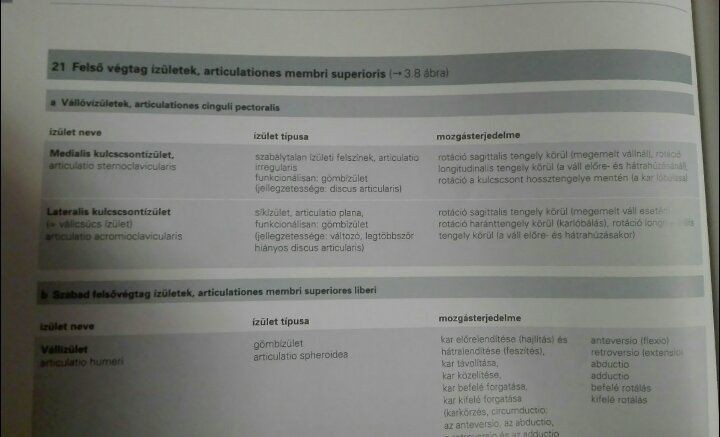 21 Felső végtag ízületek, articulationes membri superioris (→ 3.8 ábra)
a Vállövízületek, articulationes cinguli pectoralis
ízület neve
ízület típusa
mozgásterjedelme
Medialis kulcscsontízület,
articulatio sternoclavicularis
szabálytalan ízületi felszínek, articulatio
irregularis
funkcionálisan: gömbízület
(jellegzetessége: discus articularis)
rotáció sagittalis tengely körül (megemelt vállnál), rotáció
longitudinalis tengely körül (a váll előre- és hátrahúzásánál),
rotáció a kulcscsont hossztengelye mentén (a kar lóbálása)
Lateralis kulcscsontízület
(= vállcsúcs ízület)
articulatio acromioclavicularis
síkízület, articulatio plana,
funkcionálisan: gömbízület
(jellegzetessége: változó, legtöbbször
hiányos discus articularis)
rotáció sagittalis tengely körül (megemelt váll esetén)
rotáció haránttengely körül (karlóbálás), rotáció
tengely körül (a váll előre- és hátrahúzásakor)
b Szabad felsővégtag ízületek, articulationes membri superiores liberi
ízület neve
ízület típusa
mozgásterjedelme
Vállízület
articulatio humeri
gömbízület
articulatio spheroidea
kar előrelendítése (hajlítás) és
hátralendítése (feszítés),
kar távolítása,
kar közelítése,
kar befelé forgatása,
kar kifelé forgatása
(karkörzés, circumductio:
az anteversio, az abductio,
a retroversio és az adductio
anteversio (flexio)
retroversio (extensio)
abductio
adductio
befelé rotálás
kifelé rotálás